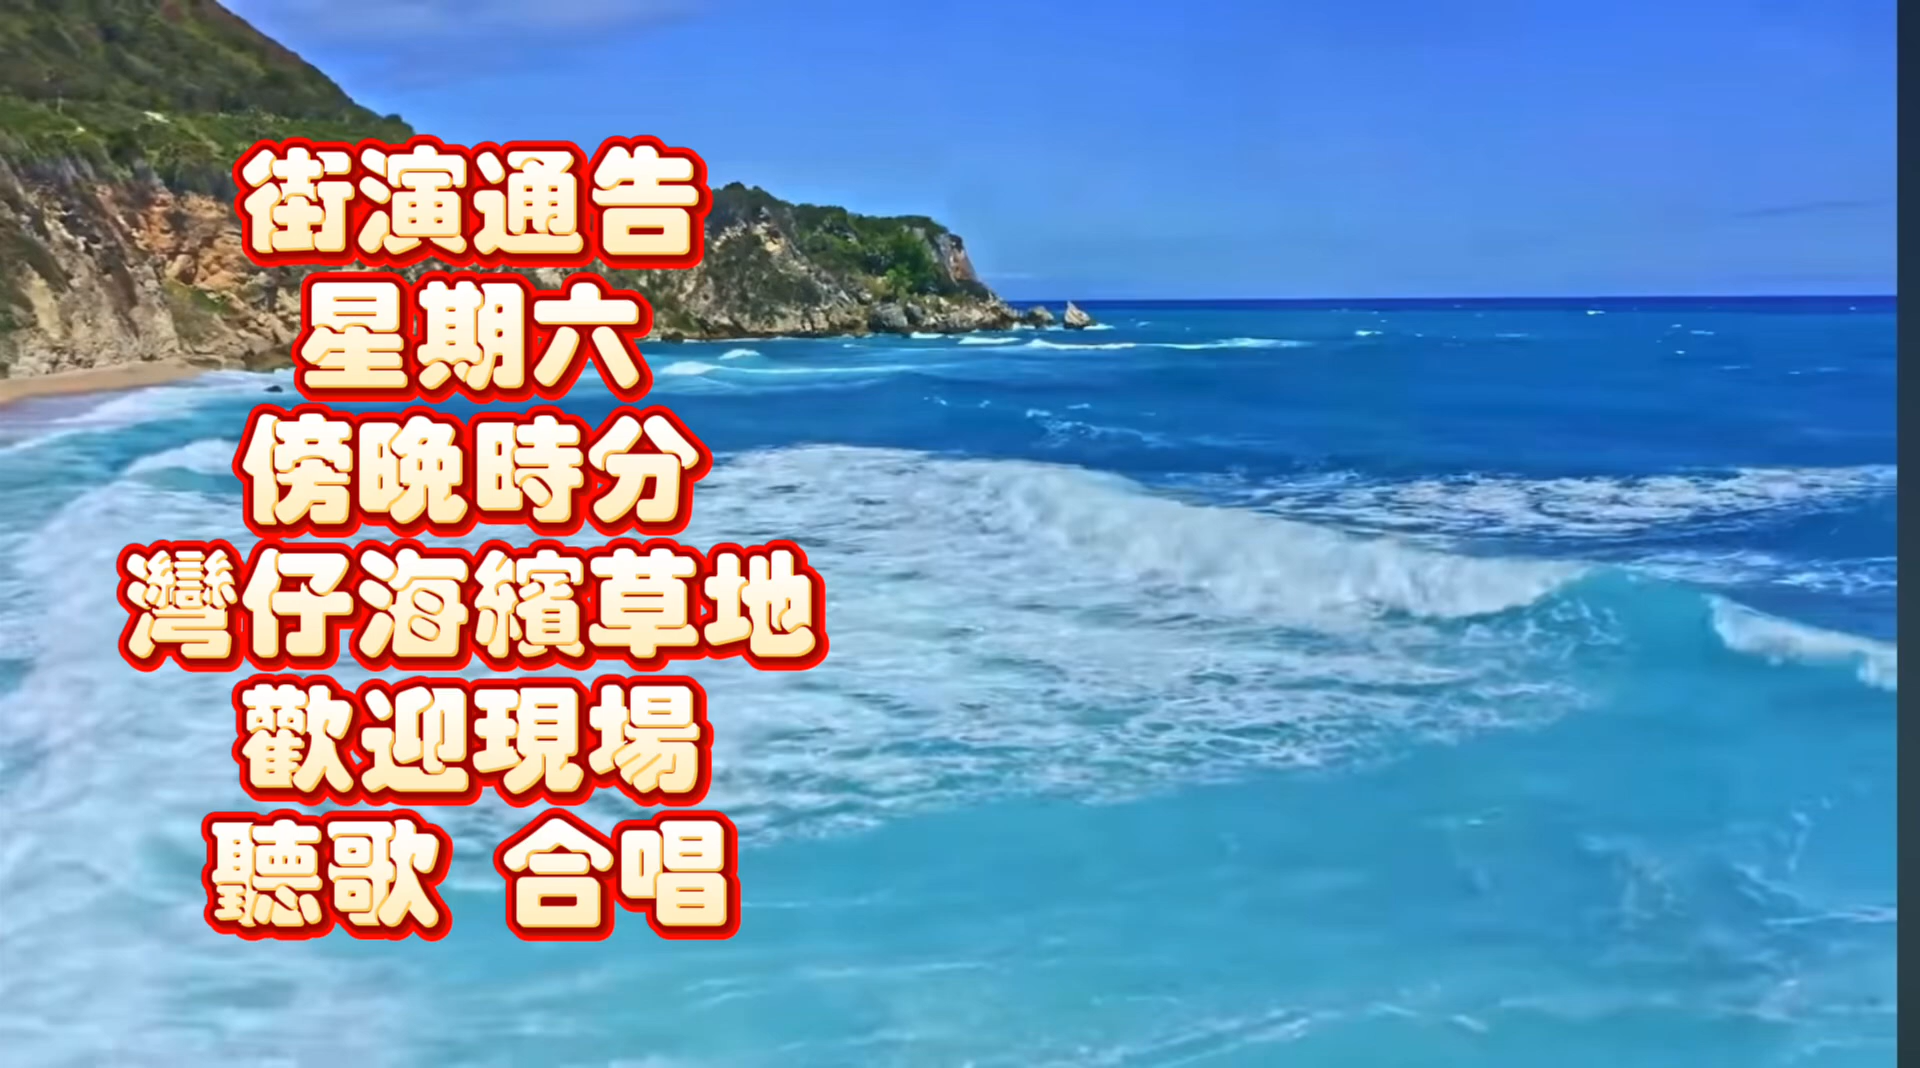 街演通告
星期六
傍晚時分
灣仔海繽草地
歡迎現場
聽歌 合唱